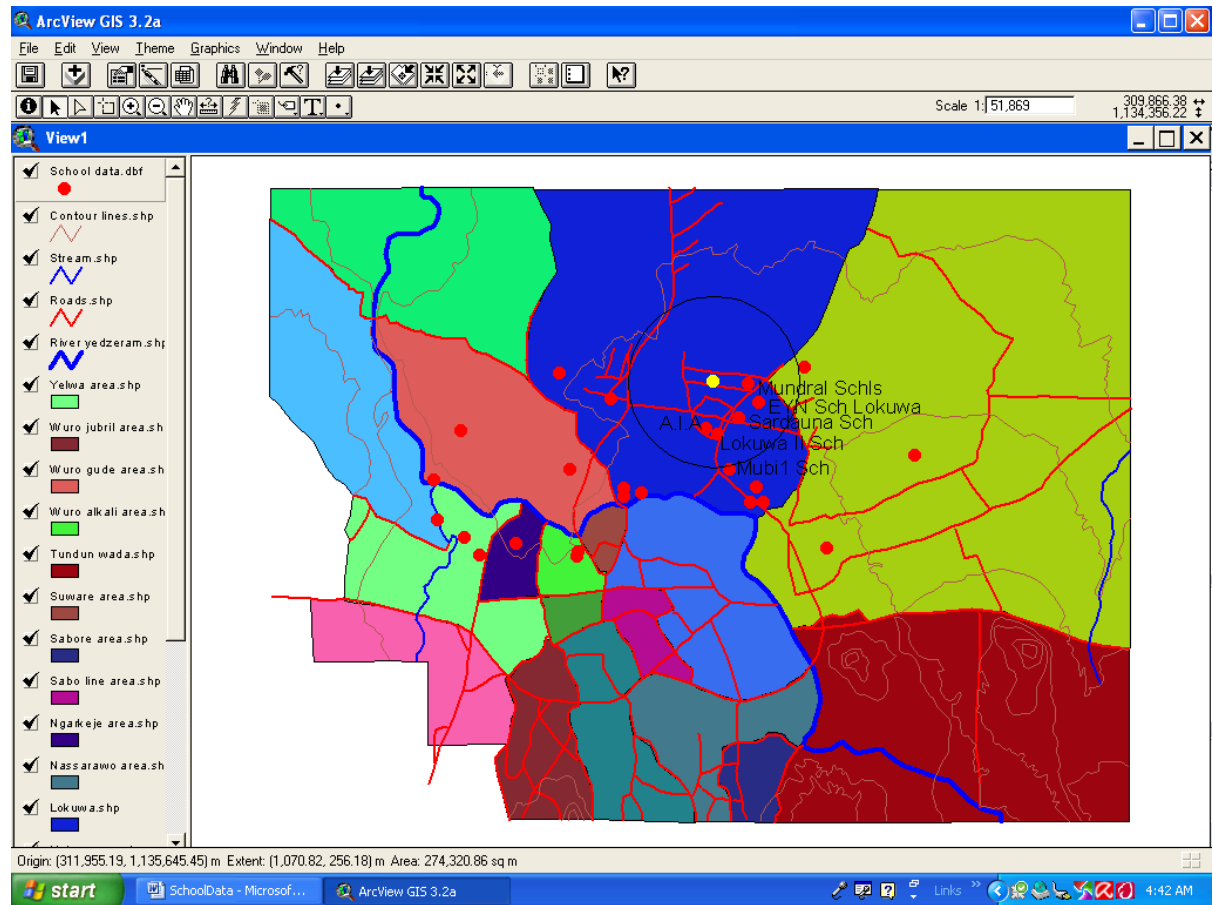 ArcView GIS 3.2a
File Edit View Theme Graphics Window Help
Scale 1: 51,869
309,866.38
1,134,356.22
View1
School data.dbf
Contour lines.shp
Stream.shp
Roads.shp
River yedzeram.shp
Yelwa area.shp
Wuro jubril area.sh
Wuro gude area.sh
Wuro alkali area.sh
Tundun wada.shp
Suware area.shp
Sabore area.shp
Sabo line area.shp
Ngarkeje area.shp
Nassarawo area.sh
Lokuwa.shp
Mundral Schls
EYN Sch Lokuwa
A.I.A
Sardauna Sch
Lokuwa II Sch
Mubi1 Sch
Origin: (311,955.19, 1,135,645.45) m Extent: (1,070.82, 256.18) m Area: 274,320.86 sq m
start
SchoolData - Microsof...
ArcView GIS 3.2a
Links
4:42 AM